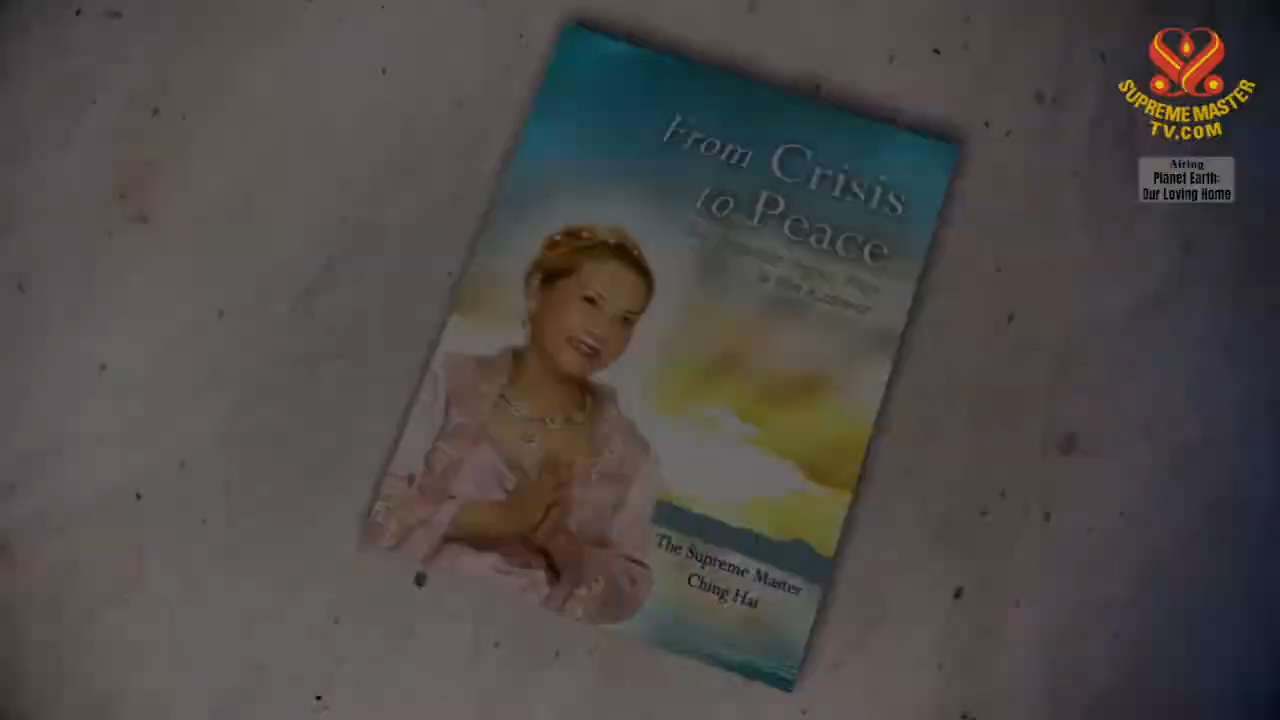 From Crisis
to Peace
The Supreme Master
Ching Hai
SUPREME MASTER
TV.COM
Airing
Planet Earth:
Our Loving Home